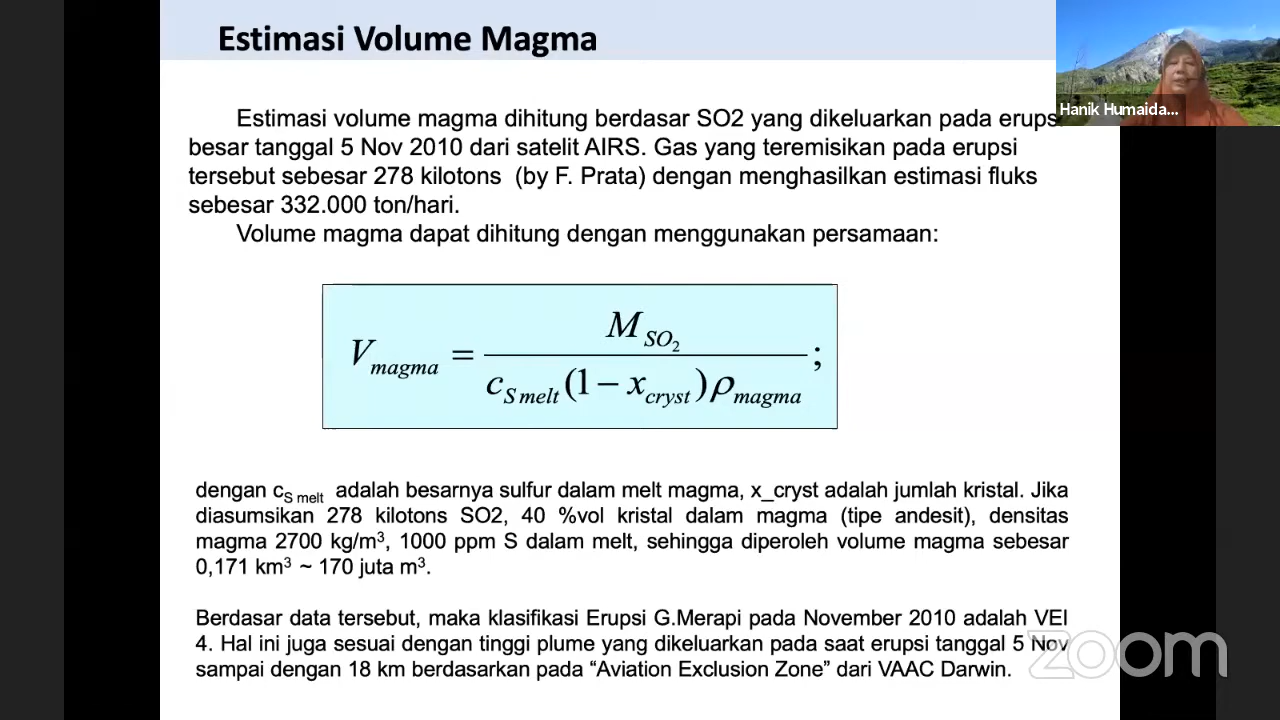 Estimasi Volume Magma
Hanik Humaida...
Estimasi volume magma dihitung berdasar SO2 yang dikeluarkan pada erups
besar tanggal 5 Nov 2010 dari satelit AIRS. Gas yang teremisikan pada erupsi
tersebut sebesar 278 kilotons (by F. Prata) dengan menghasilkan estimasi fluks
sebesar 332.000 ton/hari.
Volume magma dapat dihitung dengan menggunakan persamaan:
V_magma = M_SO₂ / c_S melt (1 − x_cryst) ρ_magma ;
dengan c_S melt adalah besarnya sulfur dalam melt magma, x_cryst adalah jumlah kristal. Jika
diasumsikan 278 kilotons SO2, 40 %vol kristal dalam magma (tipe andesit), densitas
magma 2700 kg/m³, 1000 ppm S dalam melt, sehingga diperoleh volume magma sebesar
0,171 km³ ~ 170 juta m³.
Berdasar data tersebut, maka klasifikasi Erupsi G.Merapi pada November 2010 adalah VEI
4. Hal ini juga sesuai dengan tinggi plume yang dikeluarkan pada saat erupsi tanggal 5 Nov
sampai dengan 18 km berdasarkan pada “Aviation Exclusion Zone” dari VAAC Darwin.
zoom